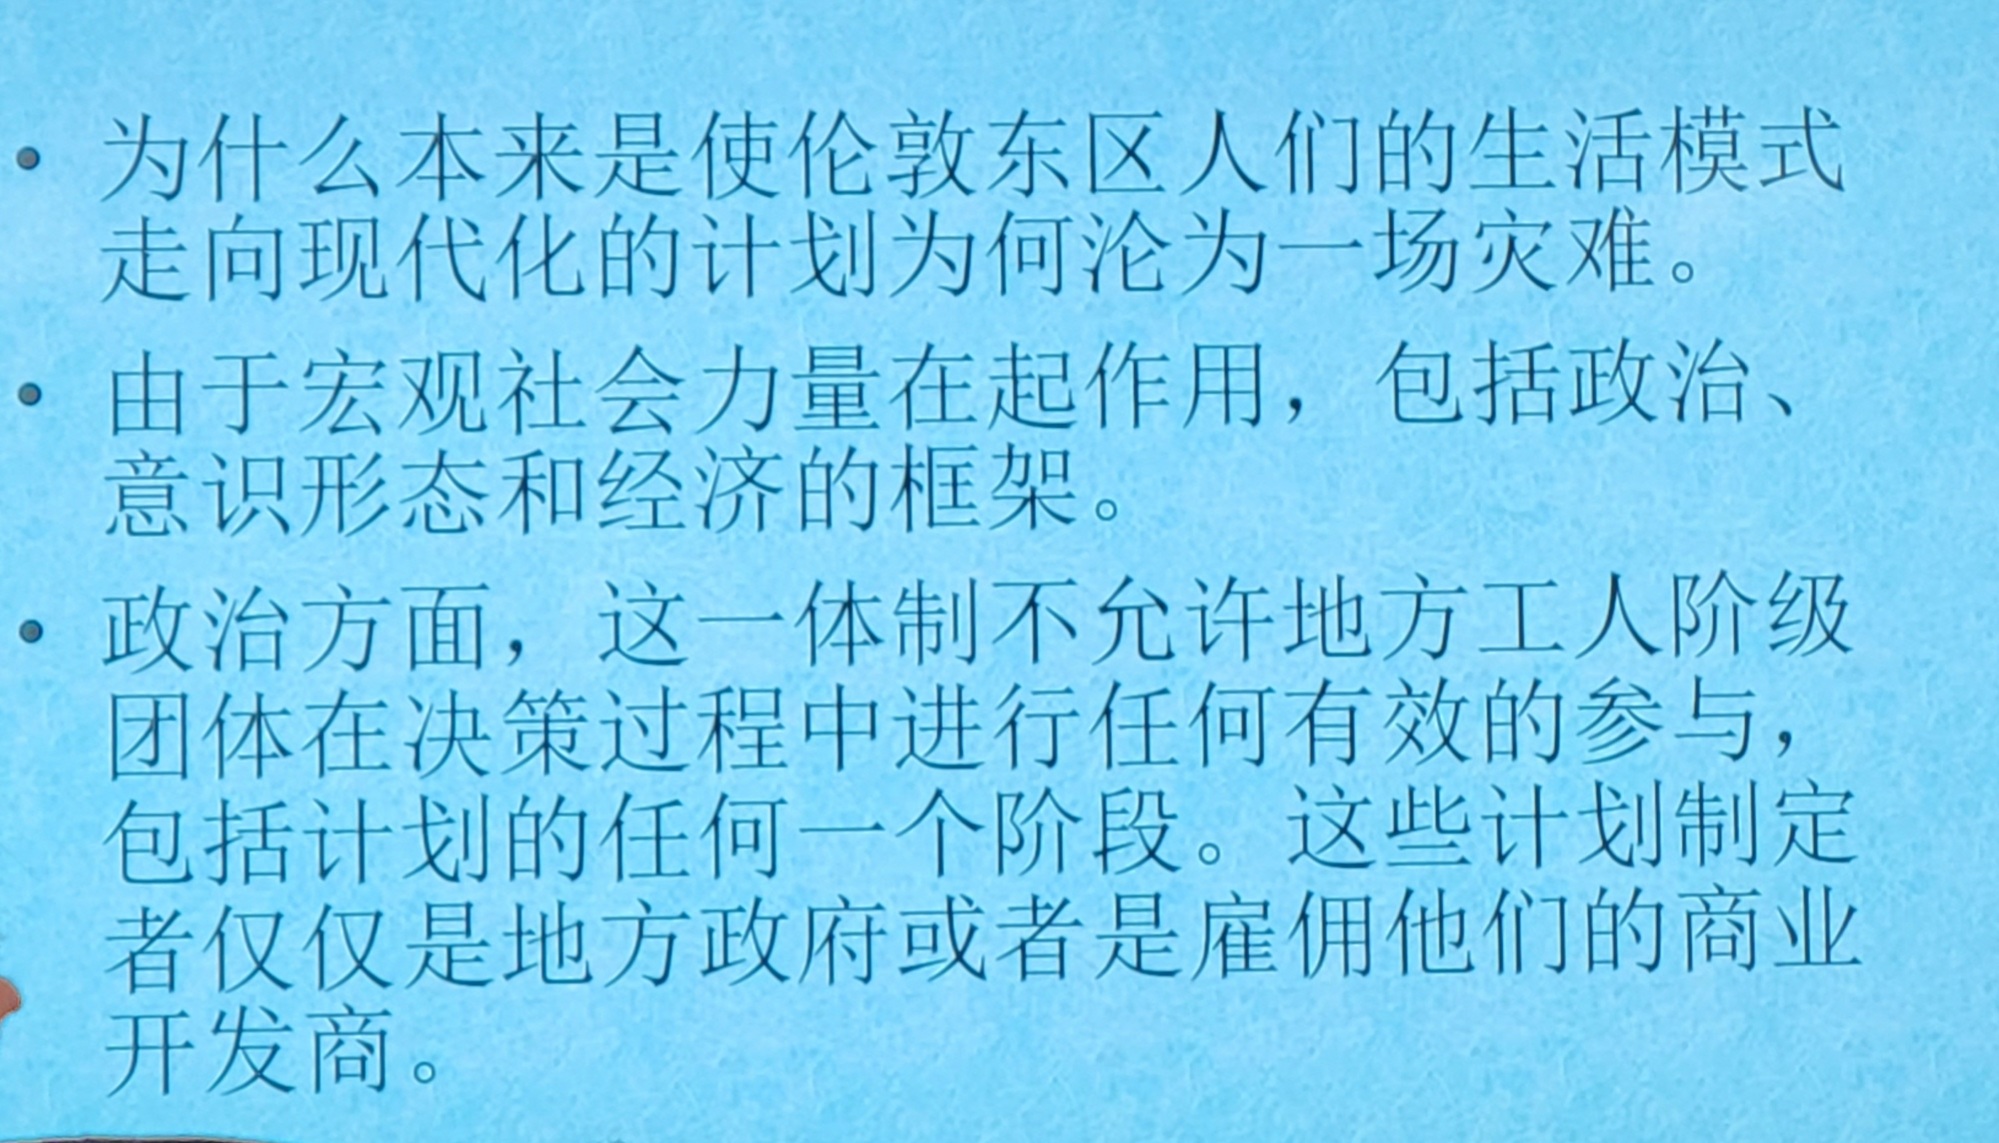 • 为什么本来是使伦敦东区人们的生活模式
走向现代化的计划为何沦为一场灾难。
• 由于宏观社会力量在起作用，包括政治、
意识形态和经济的框架。
• 政治方面，这一体制不允许地方工人阶级
团体在决策过程中进行任何有效的参与，
包括计划的任何一个阶段。这些计划制定
者仅仅是地方政府或者是雇佣他们的商业
开发商。